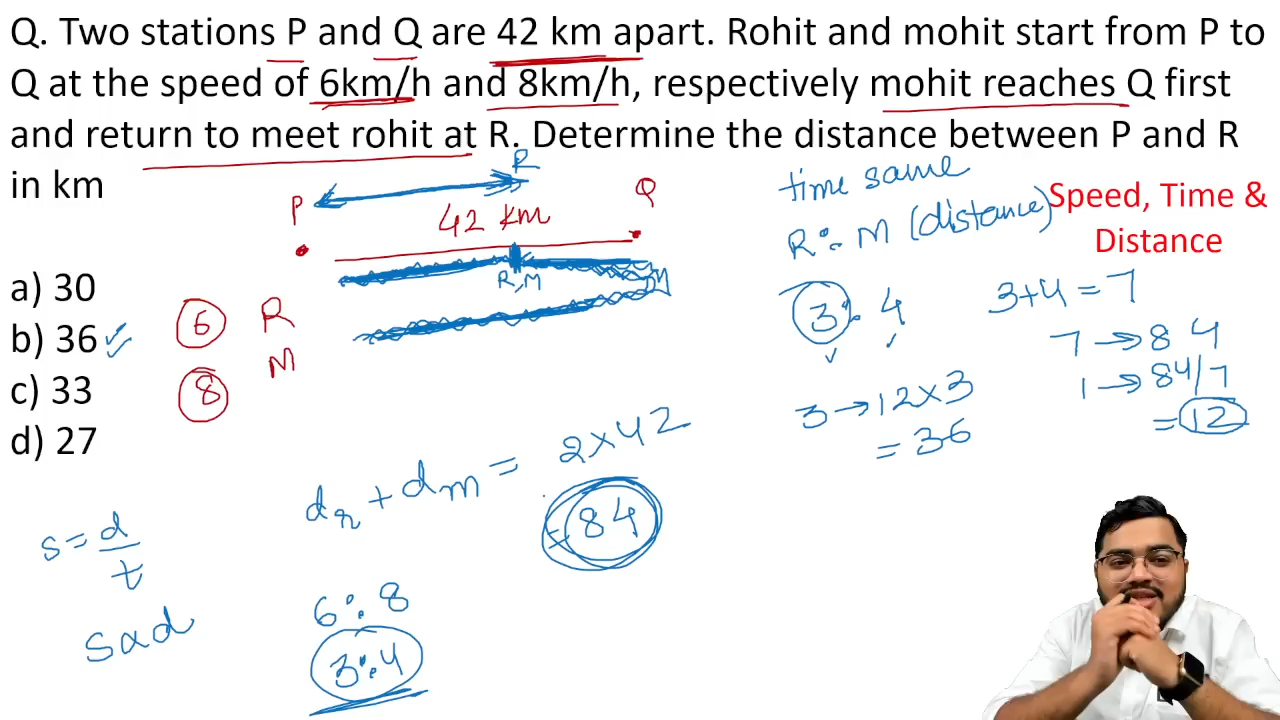 Q. Two stations P and Q are 42 km apart. Rohit and mohit start from P to
Q at the speed of 6km/h and 8km/h, respectively mohit reaches Q first
and return to meet rohit at R. Determine the distance between P and R
in km
R
P
Q
42 km
R,M
M
time same
R : M (distance)
Speed, Time &
Distance
a) 30
b) 36
c) 33
d) 27
6 R
8 M
3 : 4
3+4 = 7
7 → 84
1 → 84/7
= 12
3 → 12×3
= 36
dr + dm = 2×42
= 84
s = d/t
s α d
6 : 8
3 : 4